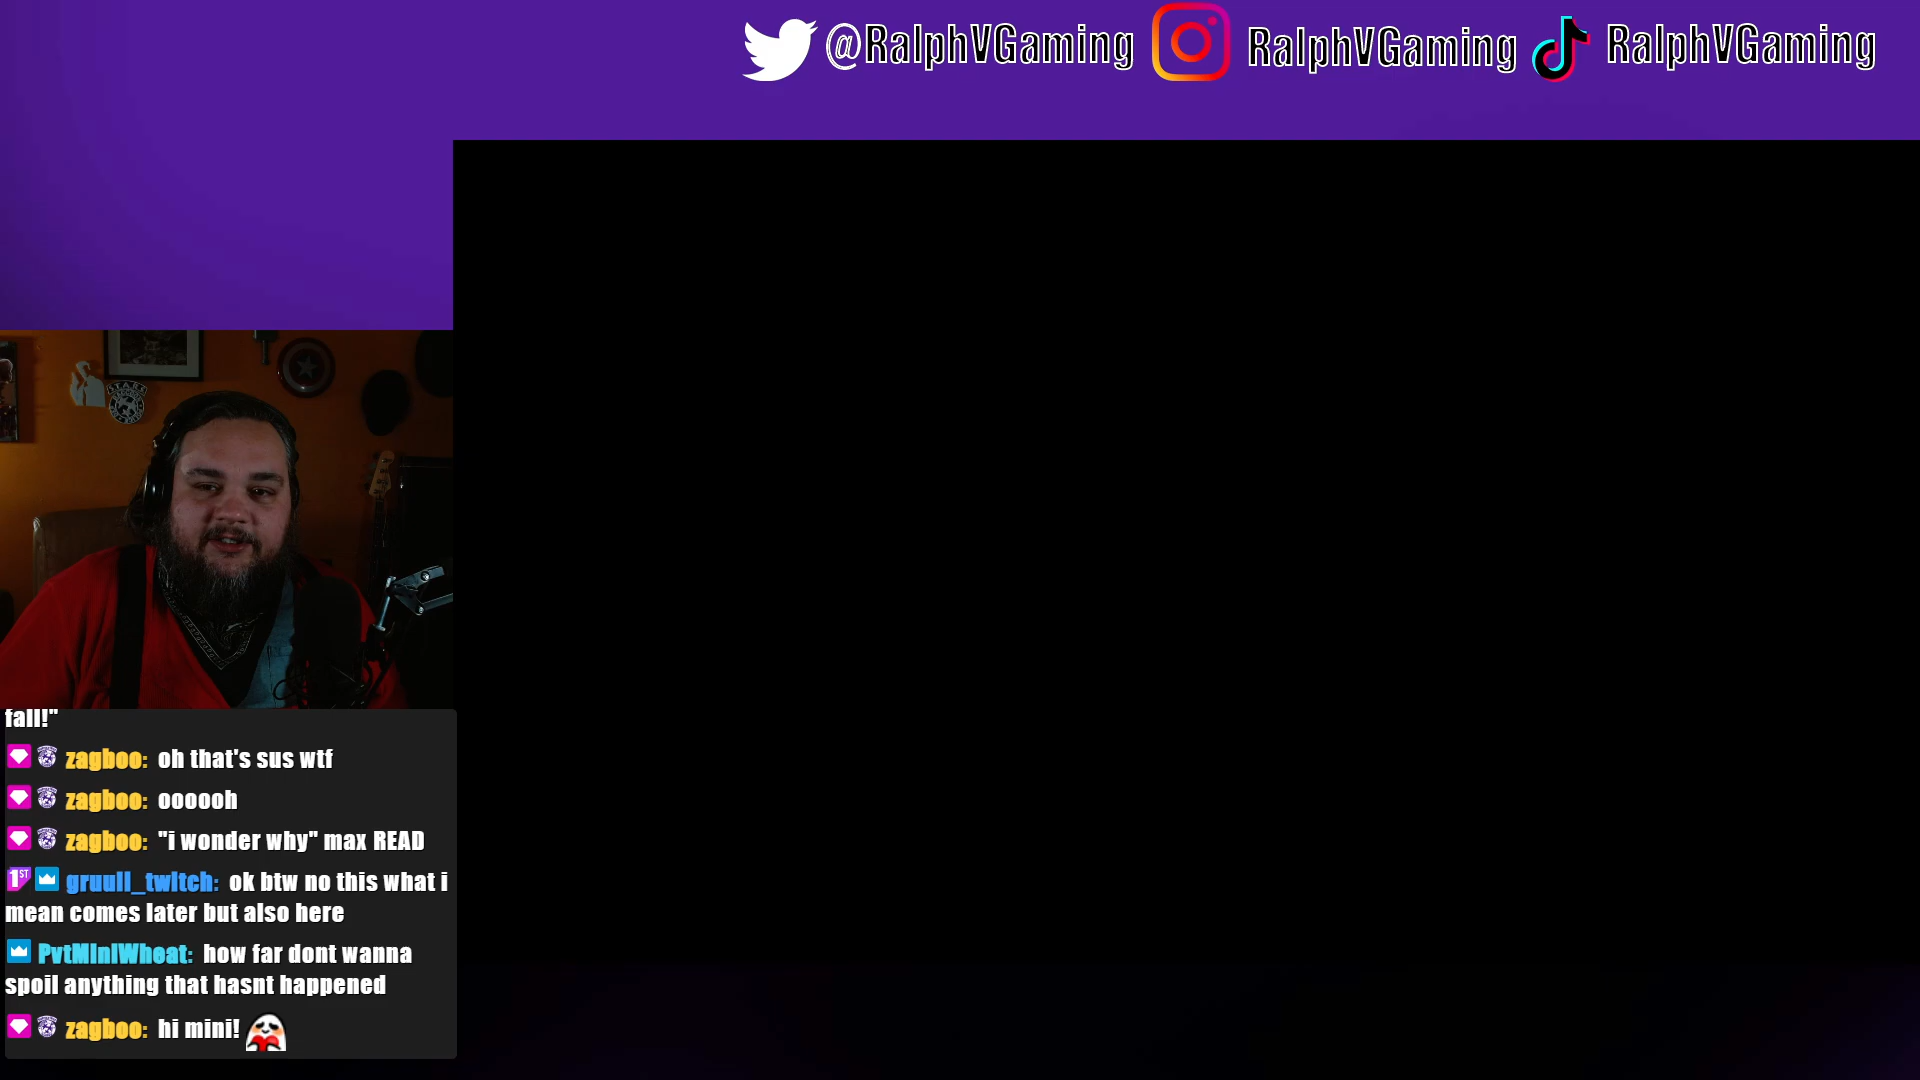 @RalphVGaming RalphVGaming RalphVGaming
STARS
fall!"
zagboo: oh that's sus wtf
zagboo: oooooh
zagboo: "i wonder why" max READ
1ST gruull_twitch: ok btw no this what i
mean comes later but also here
PvtMiniWheat: how far dont wanna
spoil anything that hasnt happened
zagboo: hi mini!